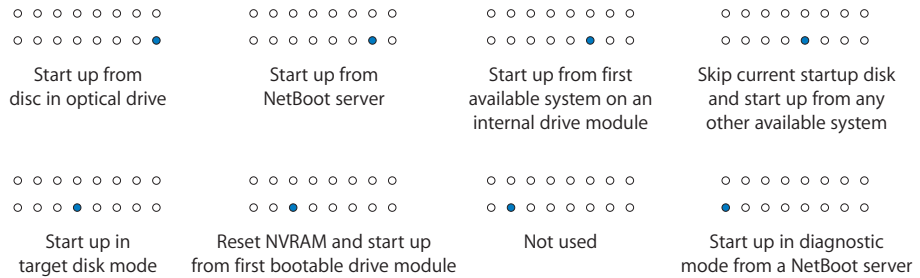 Start up from
disc in optical drive
Start up from
NetBoot server
Start up from first
available system on an
internal drive module
Skip current startup disk
and start up from any
other available system
Start up in
target disk mode
Reset NVRAM and start up
from first bootable drive module
Not used
Start up in diagnostic
mode from a NetBoot server